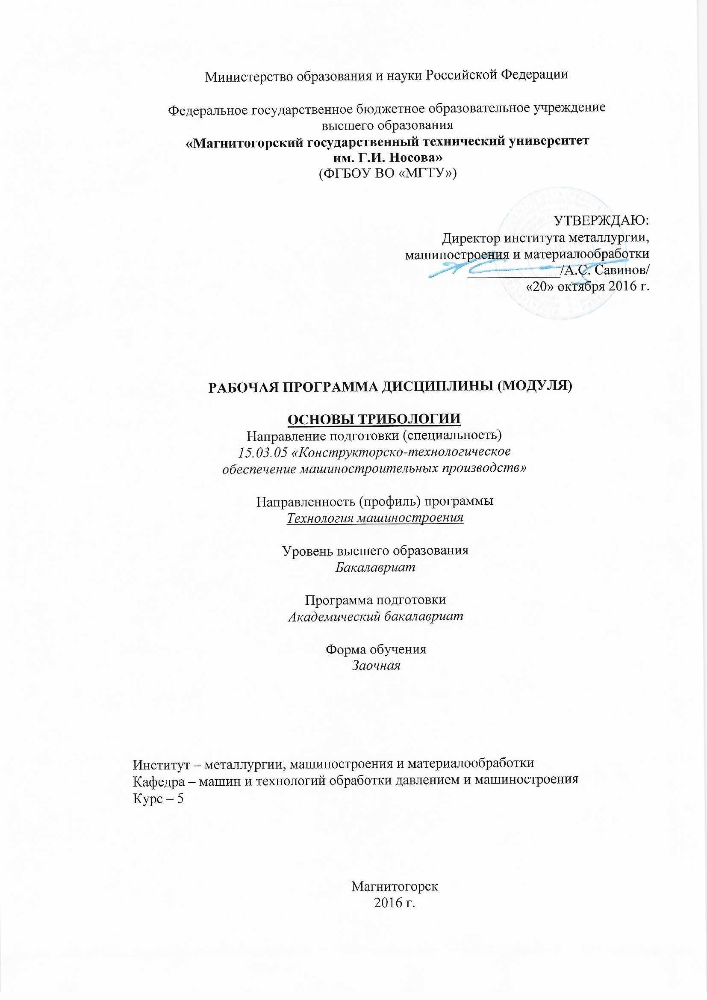 Министерство образования и науки Российской Федерации
Федеральное государственное бюджетное образовательное учреждение
высшего образования
«Магнитогорский государственный технический университет
им. Г.И. Носова»
(ФГБОУ ВО «МГТУ»)
УТВЕРЖДАЮ:
Директор института металлургии,
машиностроения и материалообработки
/А.С. Савинов/
«20» октября 2016 г.
РАБОЧАЯ ПРОГРАММА ДИСЦИПЛИНЫ (МОДУЛЯ)
ОСНОВЫ ТРИБОЛОГИИ
Направление подготовки (специальность)
15.03.05 «Конструкторско-технологическое
обеспечение машиностроительных производств»
Направленность (профиль) программы
Технология машиностроения
Уровень высшего образования
Бакалавриат
Программа подготовки
Академический бакалавриат
Форма обучения
Заочная
Институт – металлургии, машиностроения и материалообработки
Кафедра – машин и технологий обработки давлением и машиностроения
Курс – 5
Магнитогорск
2016 г.